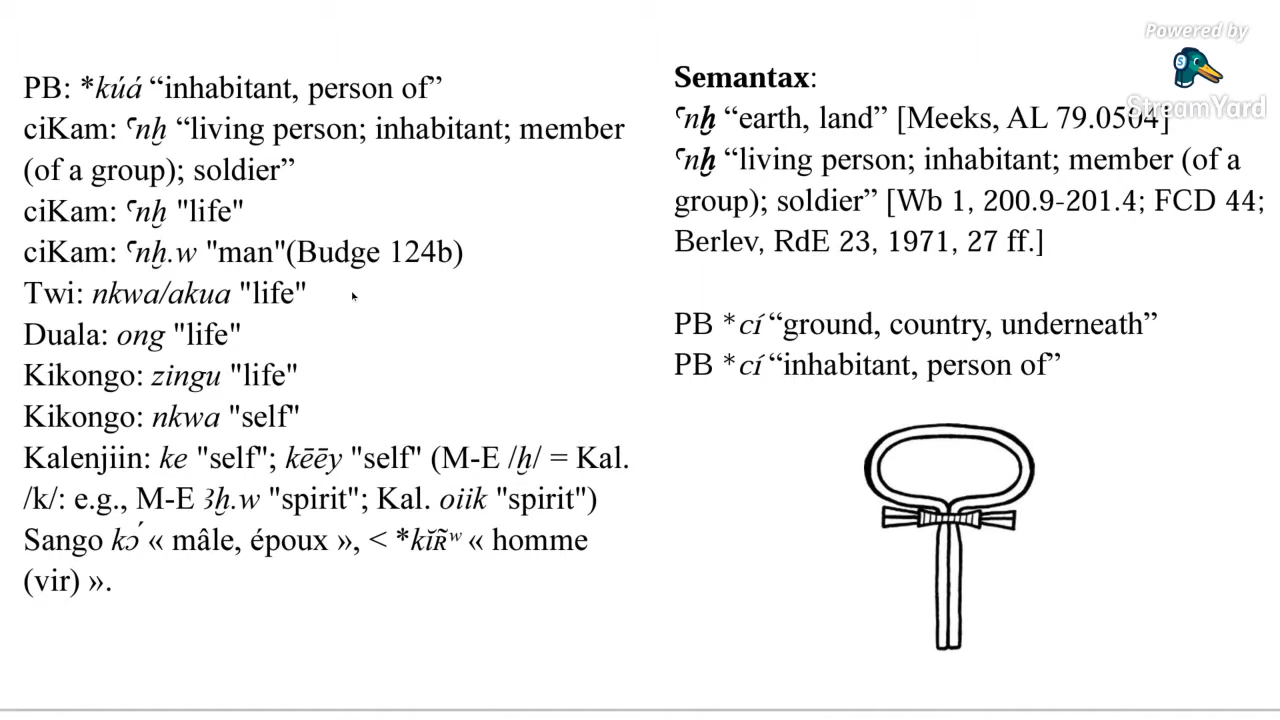 PB: *kúá “inhabitant, person of”
ciKam: ꜥnḫ “living person; inhabitant; member
(of a group); soldier”
ciKam: ꜥnḫ "life"
ciKam: ꜥnḫ.w "man"(Budge 124b)
Twi: nkwa/akua "life"
Duala: ong "life"
Kikongo: zingu "life"
Kikongo: nkwa "self"
Kalenjiin: ke "self"; kēēy "self" (M-E /ḫ/ = Kal.
/k/: e.g., M-E ꜣḫ.w "spirit"; Kal. oiik "spirit")
Sango kɔ́ « mâle, époux », < *kĭʀ̃ʷ « homme
(vir) ».
Semantax:
ꜥnḫ “earth, land” [Meeks, AL 79.0504]
ꜥnḫ “living person; inhabitant; member (of a
group); soldier” [Wb 1, 200.9-201.4; FCD 44;
Berlev, RdE 23, 1971, 27 ff.]
PB *cí “ground, country, underneath”
PB *cí “inhabitant, person of”
Powered by
S
StreamYard